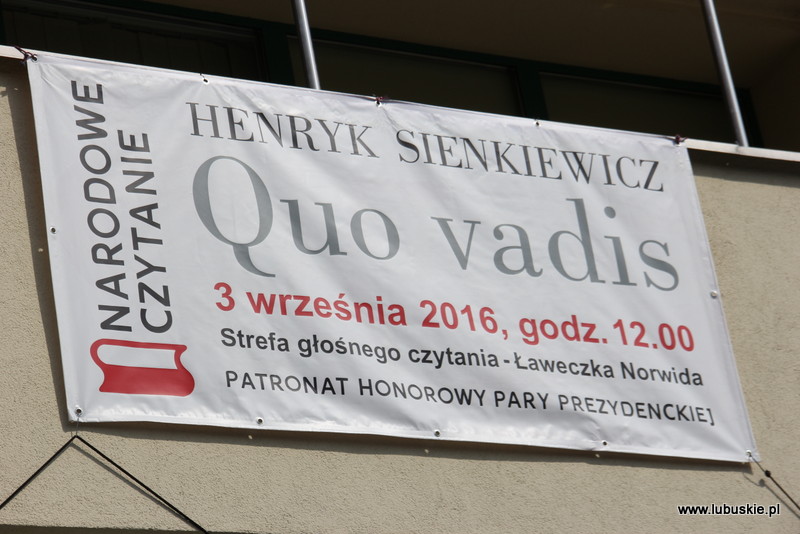 NARODOWE
CZYTANIE
HENRYK SIENKIEWICZ
Quo vadis
3 września 2016, godz. 12.00
Strefa głośnego czytania - Ławeczka Norwida
PATRONAT HONOROWY PARY PREZYDENCKIEJ
www.lubuskie.pl